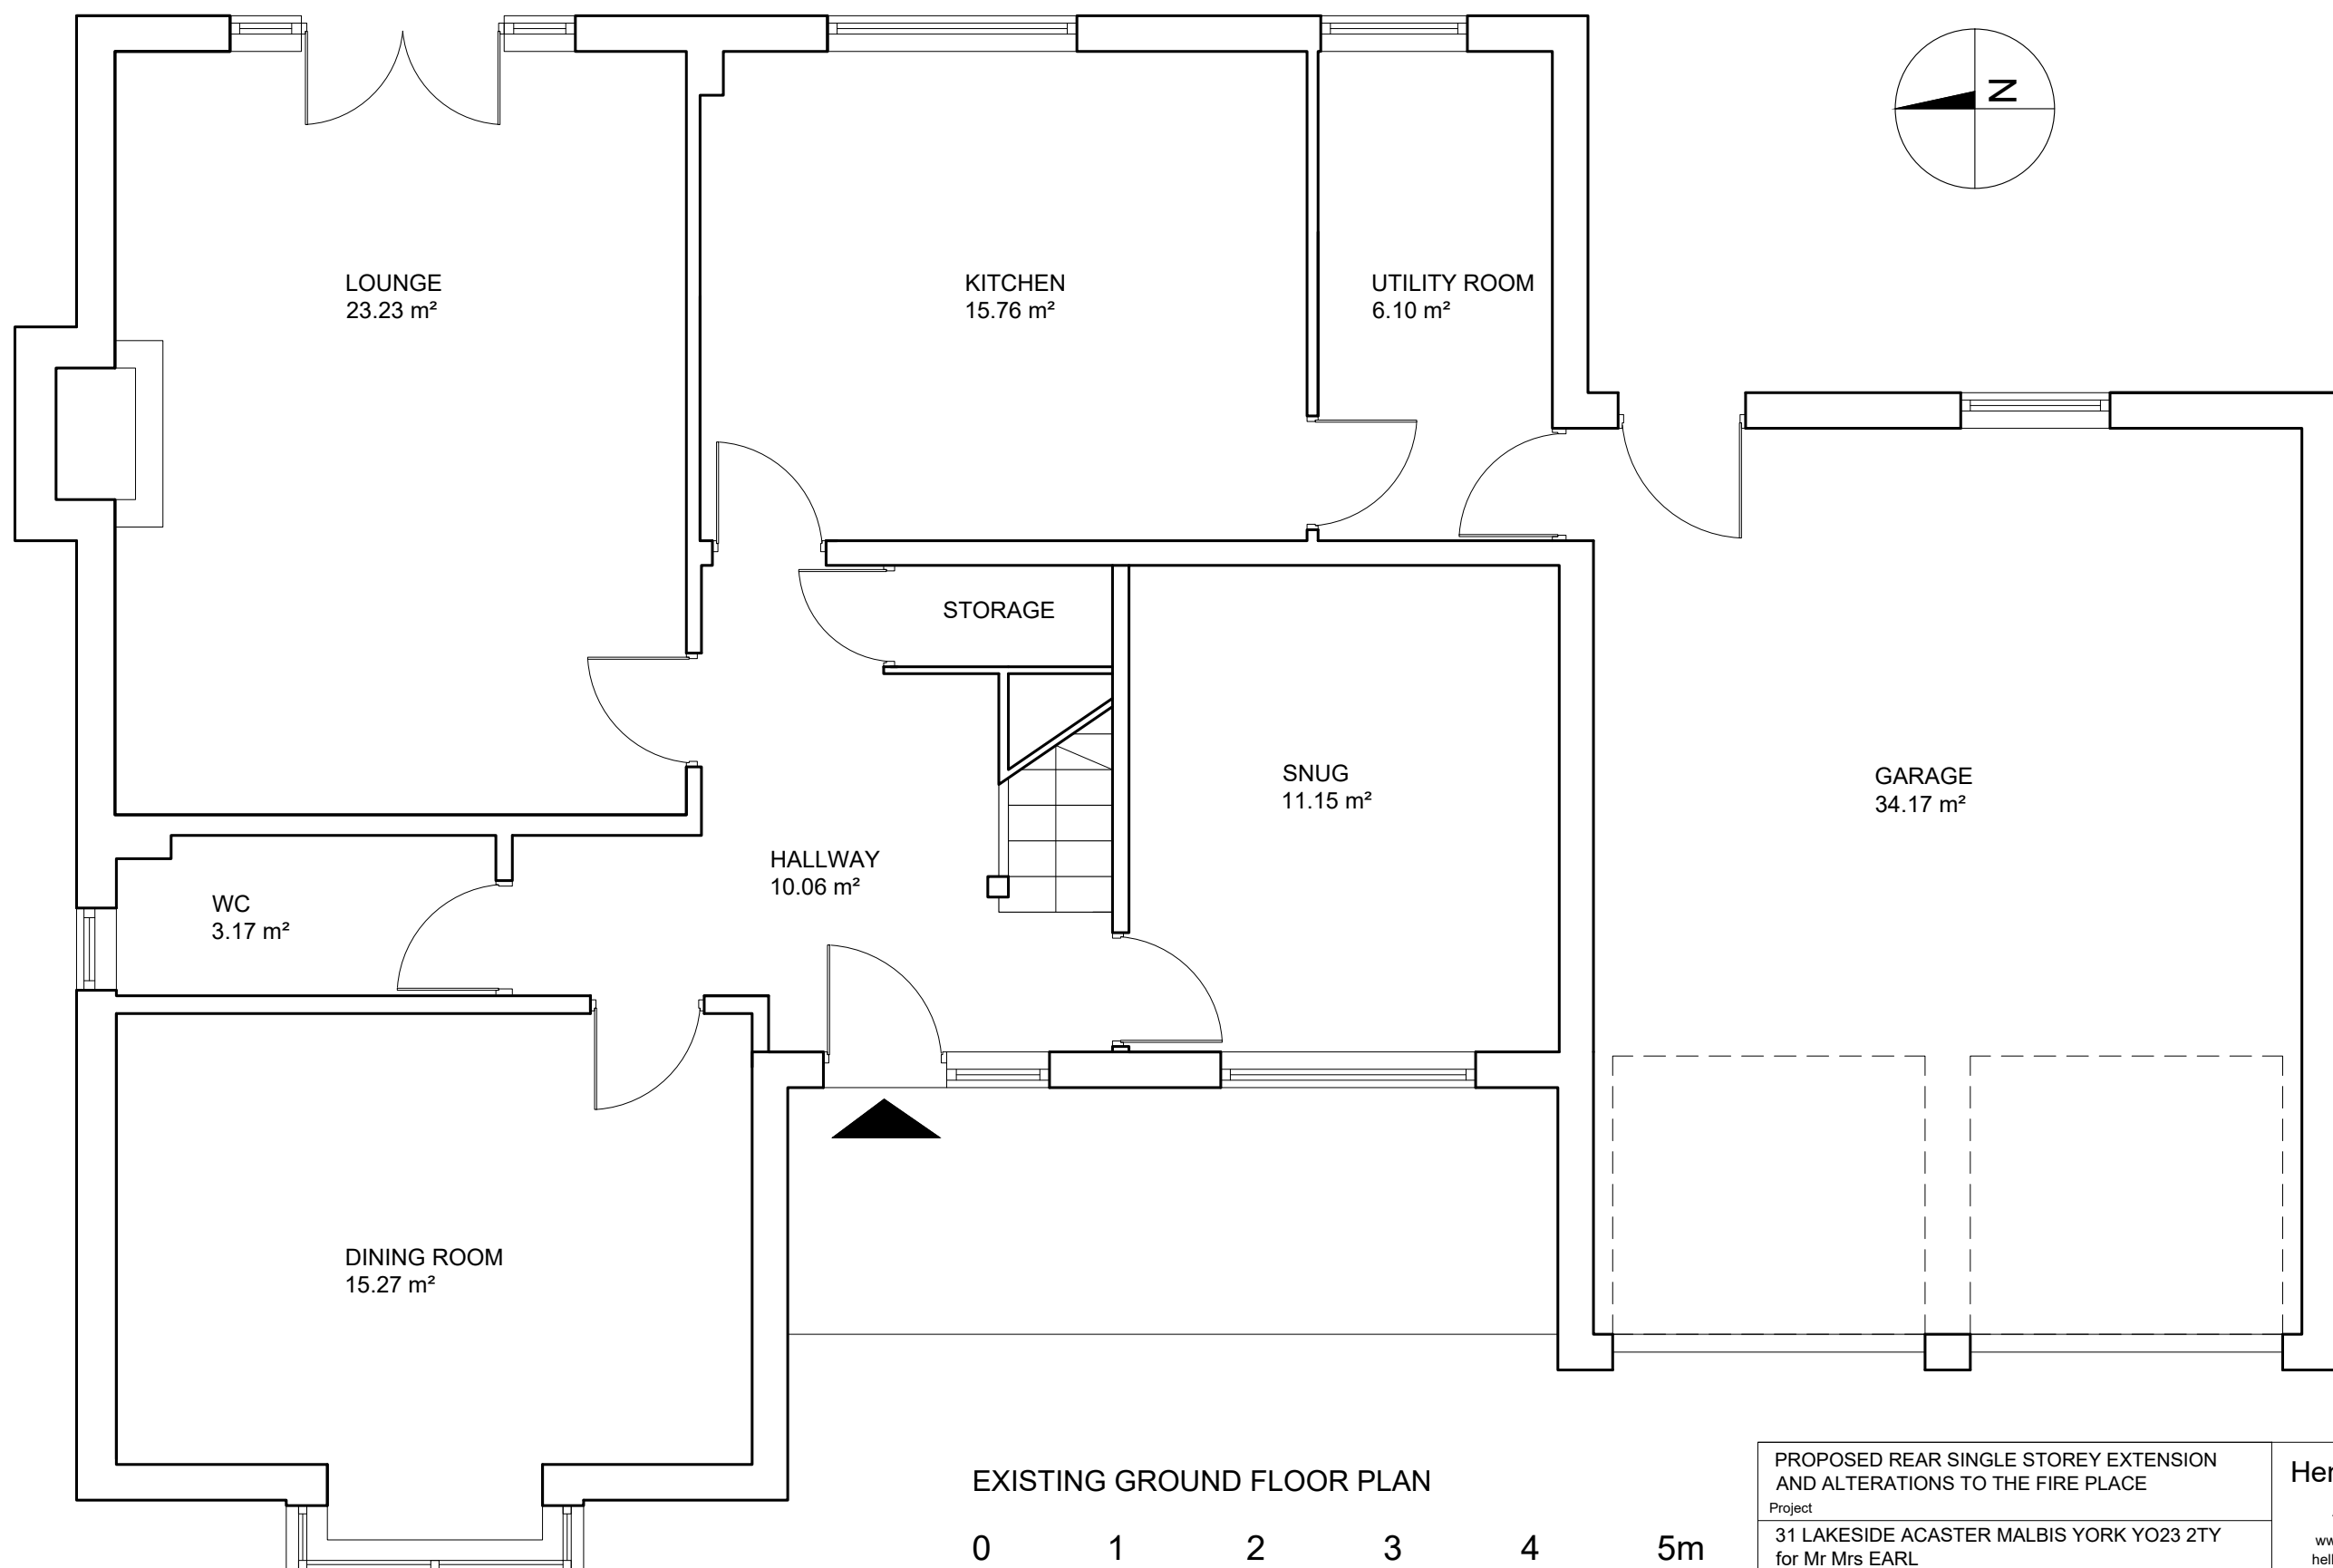 N
LOUNGE
23.23 m²
KITCHEN
15.76 m²
UTILITY ROOM
6.10 m²
STORAGE
SNUG
11.15 m²
GARAGE
34.17 m²
HALLWAY
10.06 m²
WC
3.17 m²
DINING ROOM
15.27 m²
EXISTING GROUND FLOOR PLAN
0 1 2 3 4 5m
PROPOSED REAR SINGLE STOREY EXTENSION
AND ALTERATIONS TO THE FIRE PLACE
Project
31 LAKESIDE ACASTER MALBIS YORK YO23 2TY
for Mr Mrs EARL